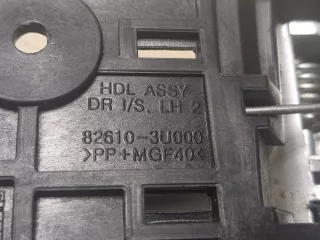 HDL ASSY
DR I/S, LH 2
82610-3U000
>PP+MGF40<